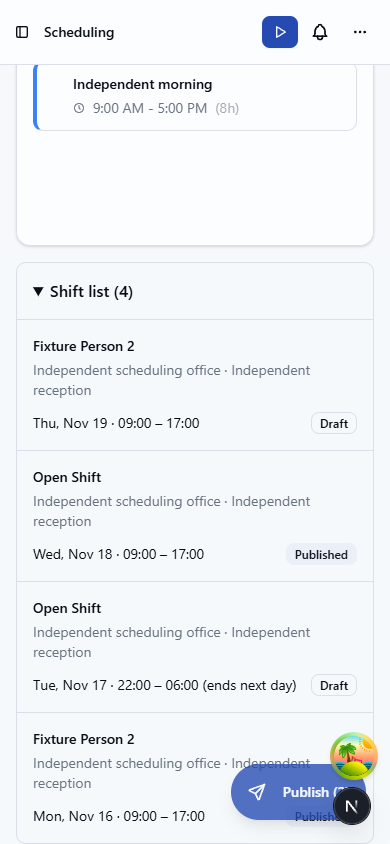 Scheduling
Independent morning
9:00 AM - 5:00 PM (8h)
Shift list (4)
Fixture Person 2
Independent scheduling office · Independent
reception
Thu, Nov 19 · 09:00 – 17:00
Draft
Open Shift
Independent scheduling office · Independent
reception
Wed, Nov 18 · 09:00 – 17:00
Published
Open Shift
Independent scheduling office · Independent
reception
Tue, Nov 17 · 22:00 – 06:00 (ends next day)
Draft
Fixture Person 2
Independent scheduling office · Independent
reception
Publish
N
Mon, Nov 16 · 09:00 – 17:00